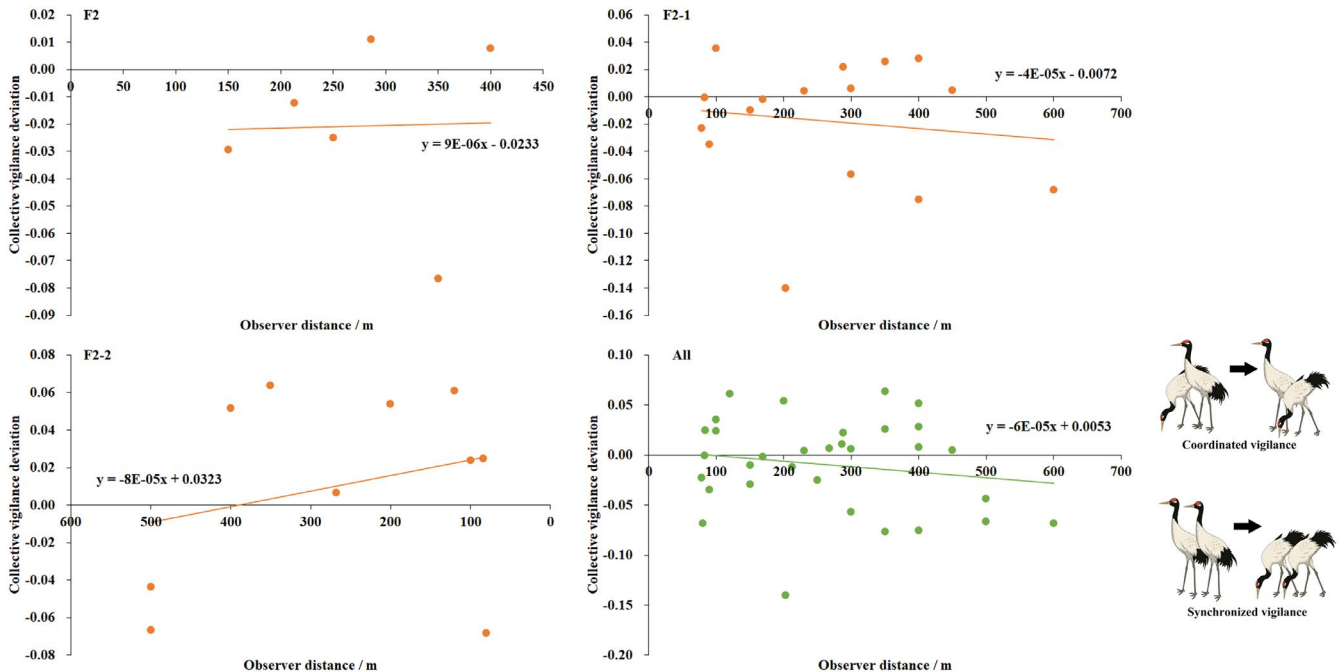 F2
Collective vigilance deviation
0.02
0.01
0.00
-0.01
-0.02
-0.03
-0.04
-0.05
-0.06
-0.07
-0.08
-0.09
0 50 100 150 200 250 300 350 400 450
y = 9E-06x - 0.0233
Observer distance / m
F2-1
Collective vigilance deviation
0.06
0.04
0.02
0.00
-0.02
-0.04
-0.06
-0.08
-0.10
-0.12
-0.14
-0.16
0 100 200 300 400 500 600 700
y = -4E-05x - 0.0072
Observer distance / m
F2-2
Collective vigilance deviation
0.08
0.06
0.04
0.02
0.00
-0.02
-0.04
-0.06
-0.08
600 500 400 300 200 100 0
y = -8E-05x + 0.0323
Observer distance / m
All
Collective vigilance deviation
0.10
0.05
0.00
-0.05
-0.10
-0.15
-0.20
0 100 200 300 400 500 600 700
y = -6E-05x + 0.0053
Observer distance / m
Coordinated vigilance
Synchronized vigilance